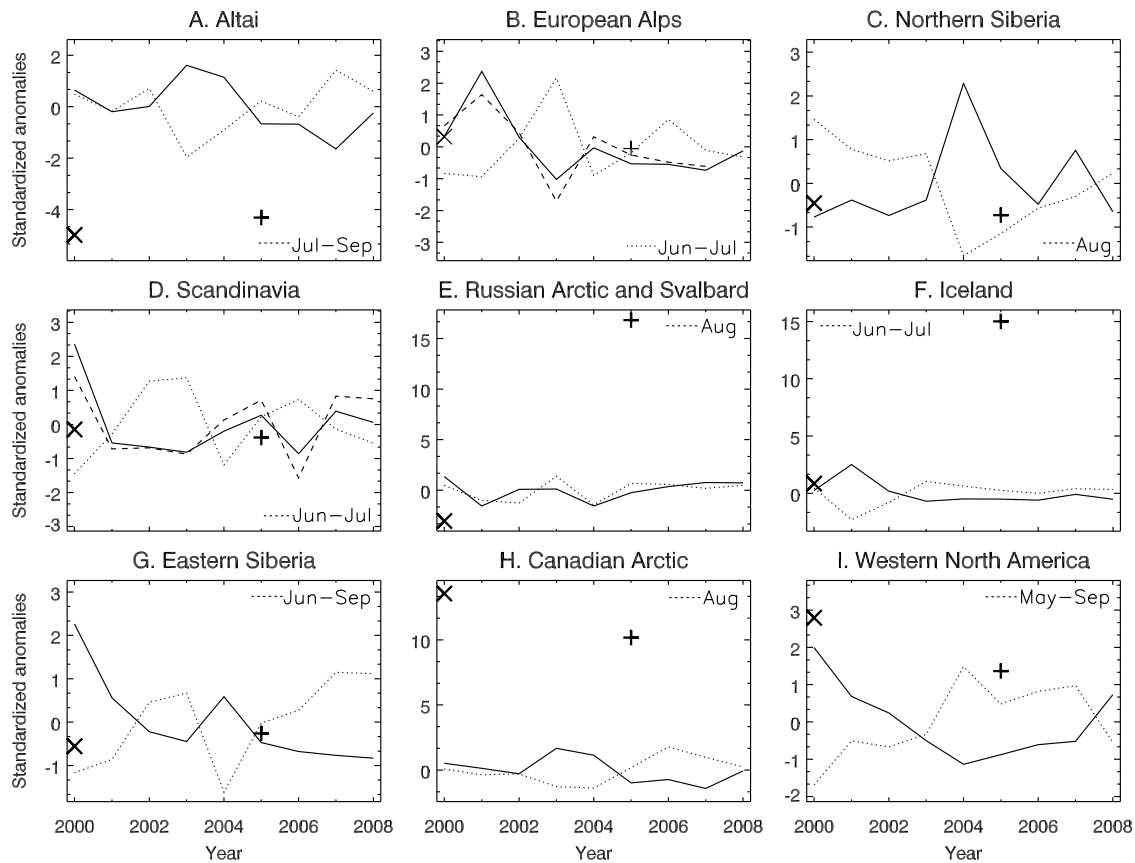 A. Altai
B. European Alps
C. Northern Siberia
Standardized anomalies
2
0
-2
-4
Jul-Sep
3
2
1
0
-1
-2
-3
Jun-Jul
3
2
1
0
-1
Aug
D. Scandinavia
E. Russian Arctic and Svalbard
F. Iceland
Standardized anomalies
3
2
1
0
-1
-2
-3
Jun-Jul
15
10
5
0
Aug
15
10
5
0
Jun-Jul
G. Eastern Siberia
H. Canadian Arctic
I. Western North America
Standardized anomalies
3
2
1
0
-1
Jun-Sep
10
5
0
Aug
3
2
1
0
-1
-2
May-Sep
2000 2002 2004 2006 2008
2000 2002 2004 2006 2008
2000 2002 2004 2006 2008
Year
Year
Year